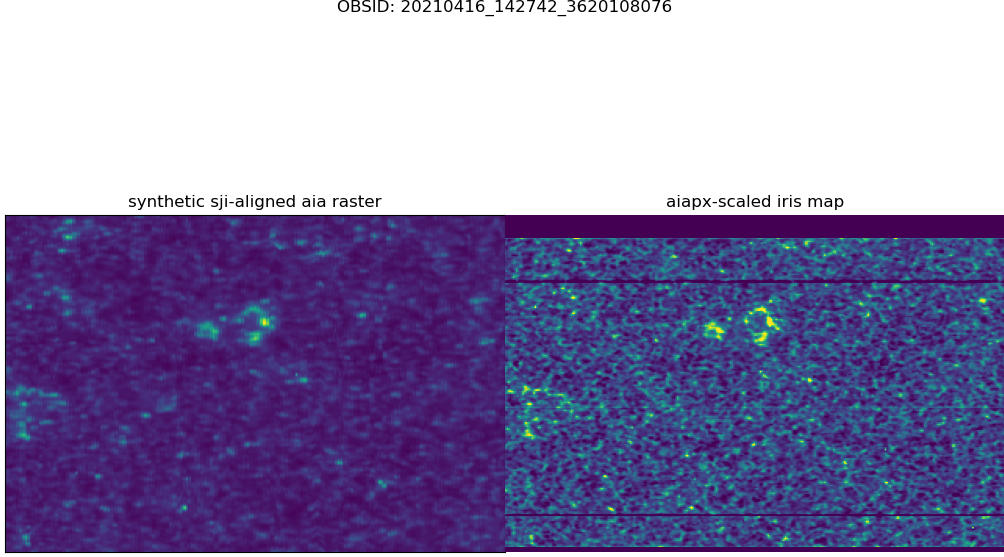 OBSID: 20210416_142742_3620108076
synthetic sji-aligned aia raster
aiapx-scaled iris map